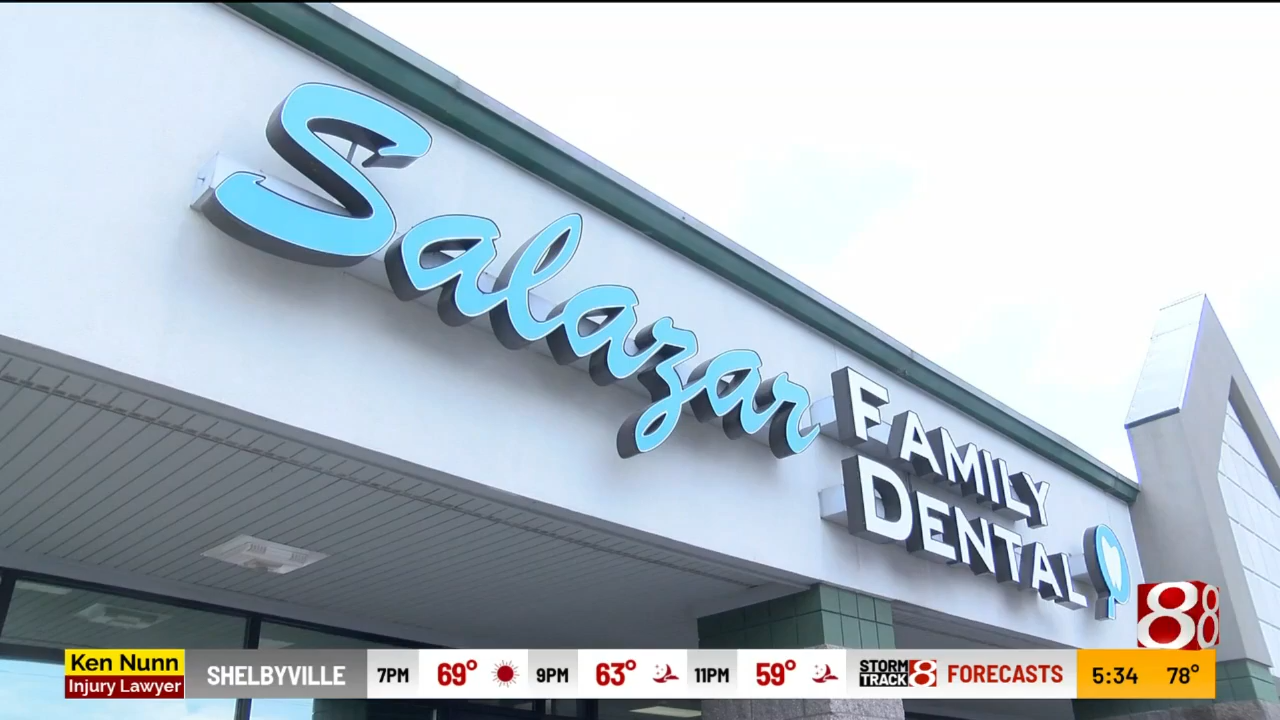 Salazar
FAMILY
DENTAL
8 8
Ken Nunn
Injury Lawyer
SHELBYVILLE 7PM 69° 9PM 63° 11PM 59° STORM TRACK 8 FORECASTS 5:34 78°